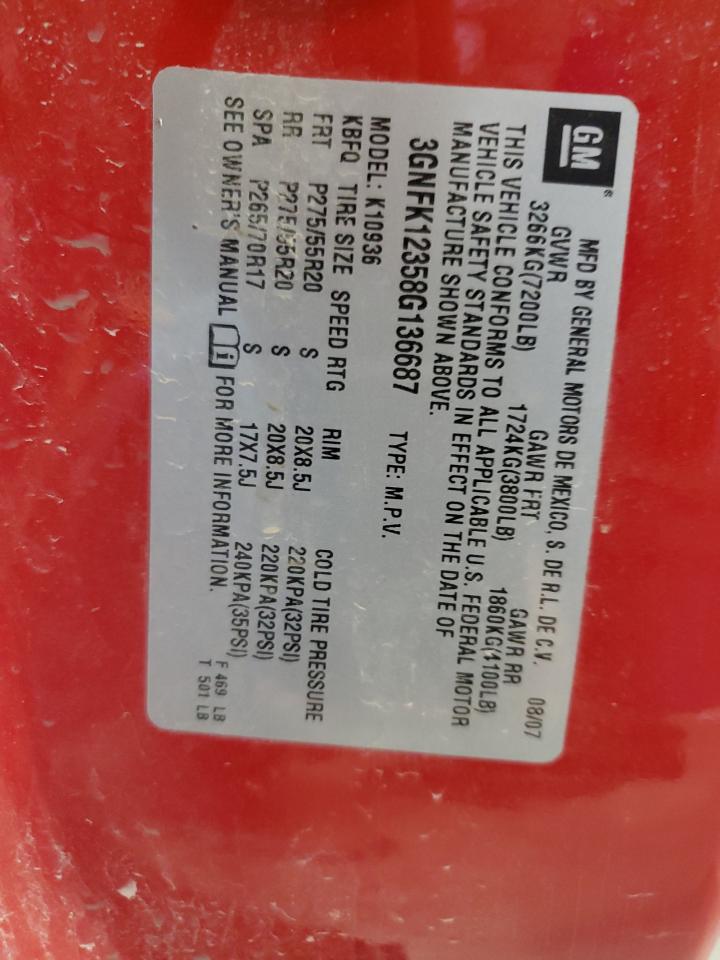 GM®
MFD BY GENERAL MOTORS DE MEXICO, S. DE R.L. DE C.V. 08/07
GVWR GAWR FRT GAWR RR
3266KG(7200LB) 1724KG(3800LB) 1860KG(4100LB)
THIS VEHICLE CONFORMS TO ALL APPLICABLE U.S. FEDERAL MOTOR
VEHICLE SAFETY STANDARDS IN EFFECT ON THE DATE OF
MANUFACTURE SHOWN ABOVE.
3GNFK12358G136687 TYPE: M.P.V.
MODEL: K10936
KBFQ TIRE SIZE SPEED RTG RIM COLD TIRE PRESSURE
FRT P275/55R20 S 20X8.5J 220KPA(32PSI)
RR P275/55R20 S 20X8.5J 220KPA(32PSI)
SPA P265/70R17 S 17X7.5J 240KPA(35PSI)
SEE OWNER'S MANUAL FOR MORE INFORMATION.
F 469 LB
T 501 LB